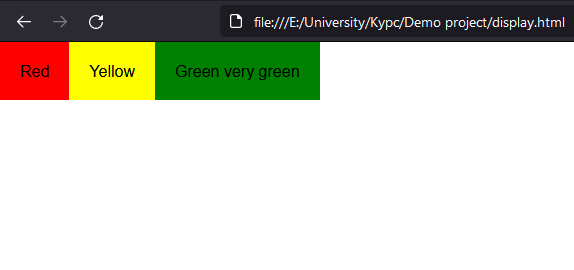 file:///E:/University/Курс/Demo project/display.html
Red Yellow Green very green